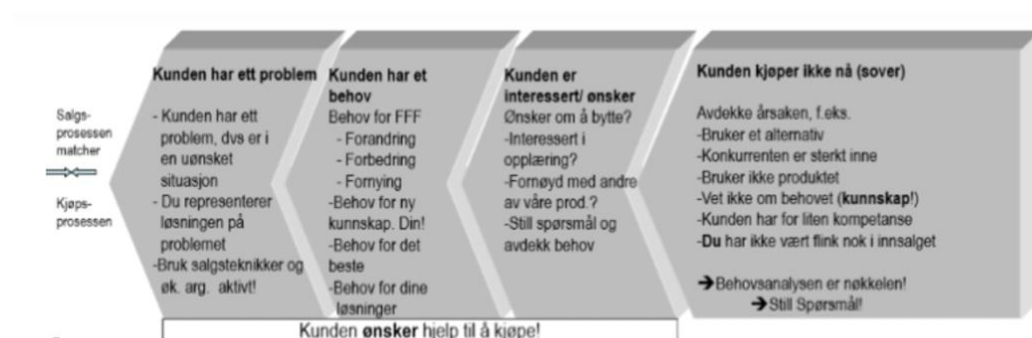 Salgs-
prosessen
matcher
Kjøps-
prosessen
Kunden har ett problem
- Kunden har ett
problem, dvs er i
en uønsket
situasjon
- Du representerer
løsningen på
problemet
-Bruk salgsteknikker og
øk. arg. aktivt!
Kunden har et
behov
Behov for FFF
- Forandring
- Forbedring
- Fornying
-Behov for ny
kunnskap. Din!
-Behov for det
beste
-Behov for dine
løsninger
Kunden er
interessert/ ønsker
Ønsker om å bytte?
-Interessert i
opplæring?
-Fornøyd med andre
av våre prod.?
-Still spørsmål og
avdekk behov
Kunden kjøper ikke nå (sover)
Avdekke årsaken, f.eks.
-Bruker et alternativ
-Konkurrenten er sterkt inne
-Bruker ikke produktet
-Vet ikke om behovet (kunnskap!)
-Kunden har for liten kompetanse
-Du har ikke vært flink nok i innsalget
➔Behovsanalysen er nøkkelen!
➔Still Spørsmål!
Kunden ønsker hjelp til å kjøpe!